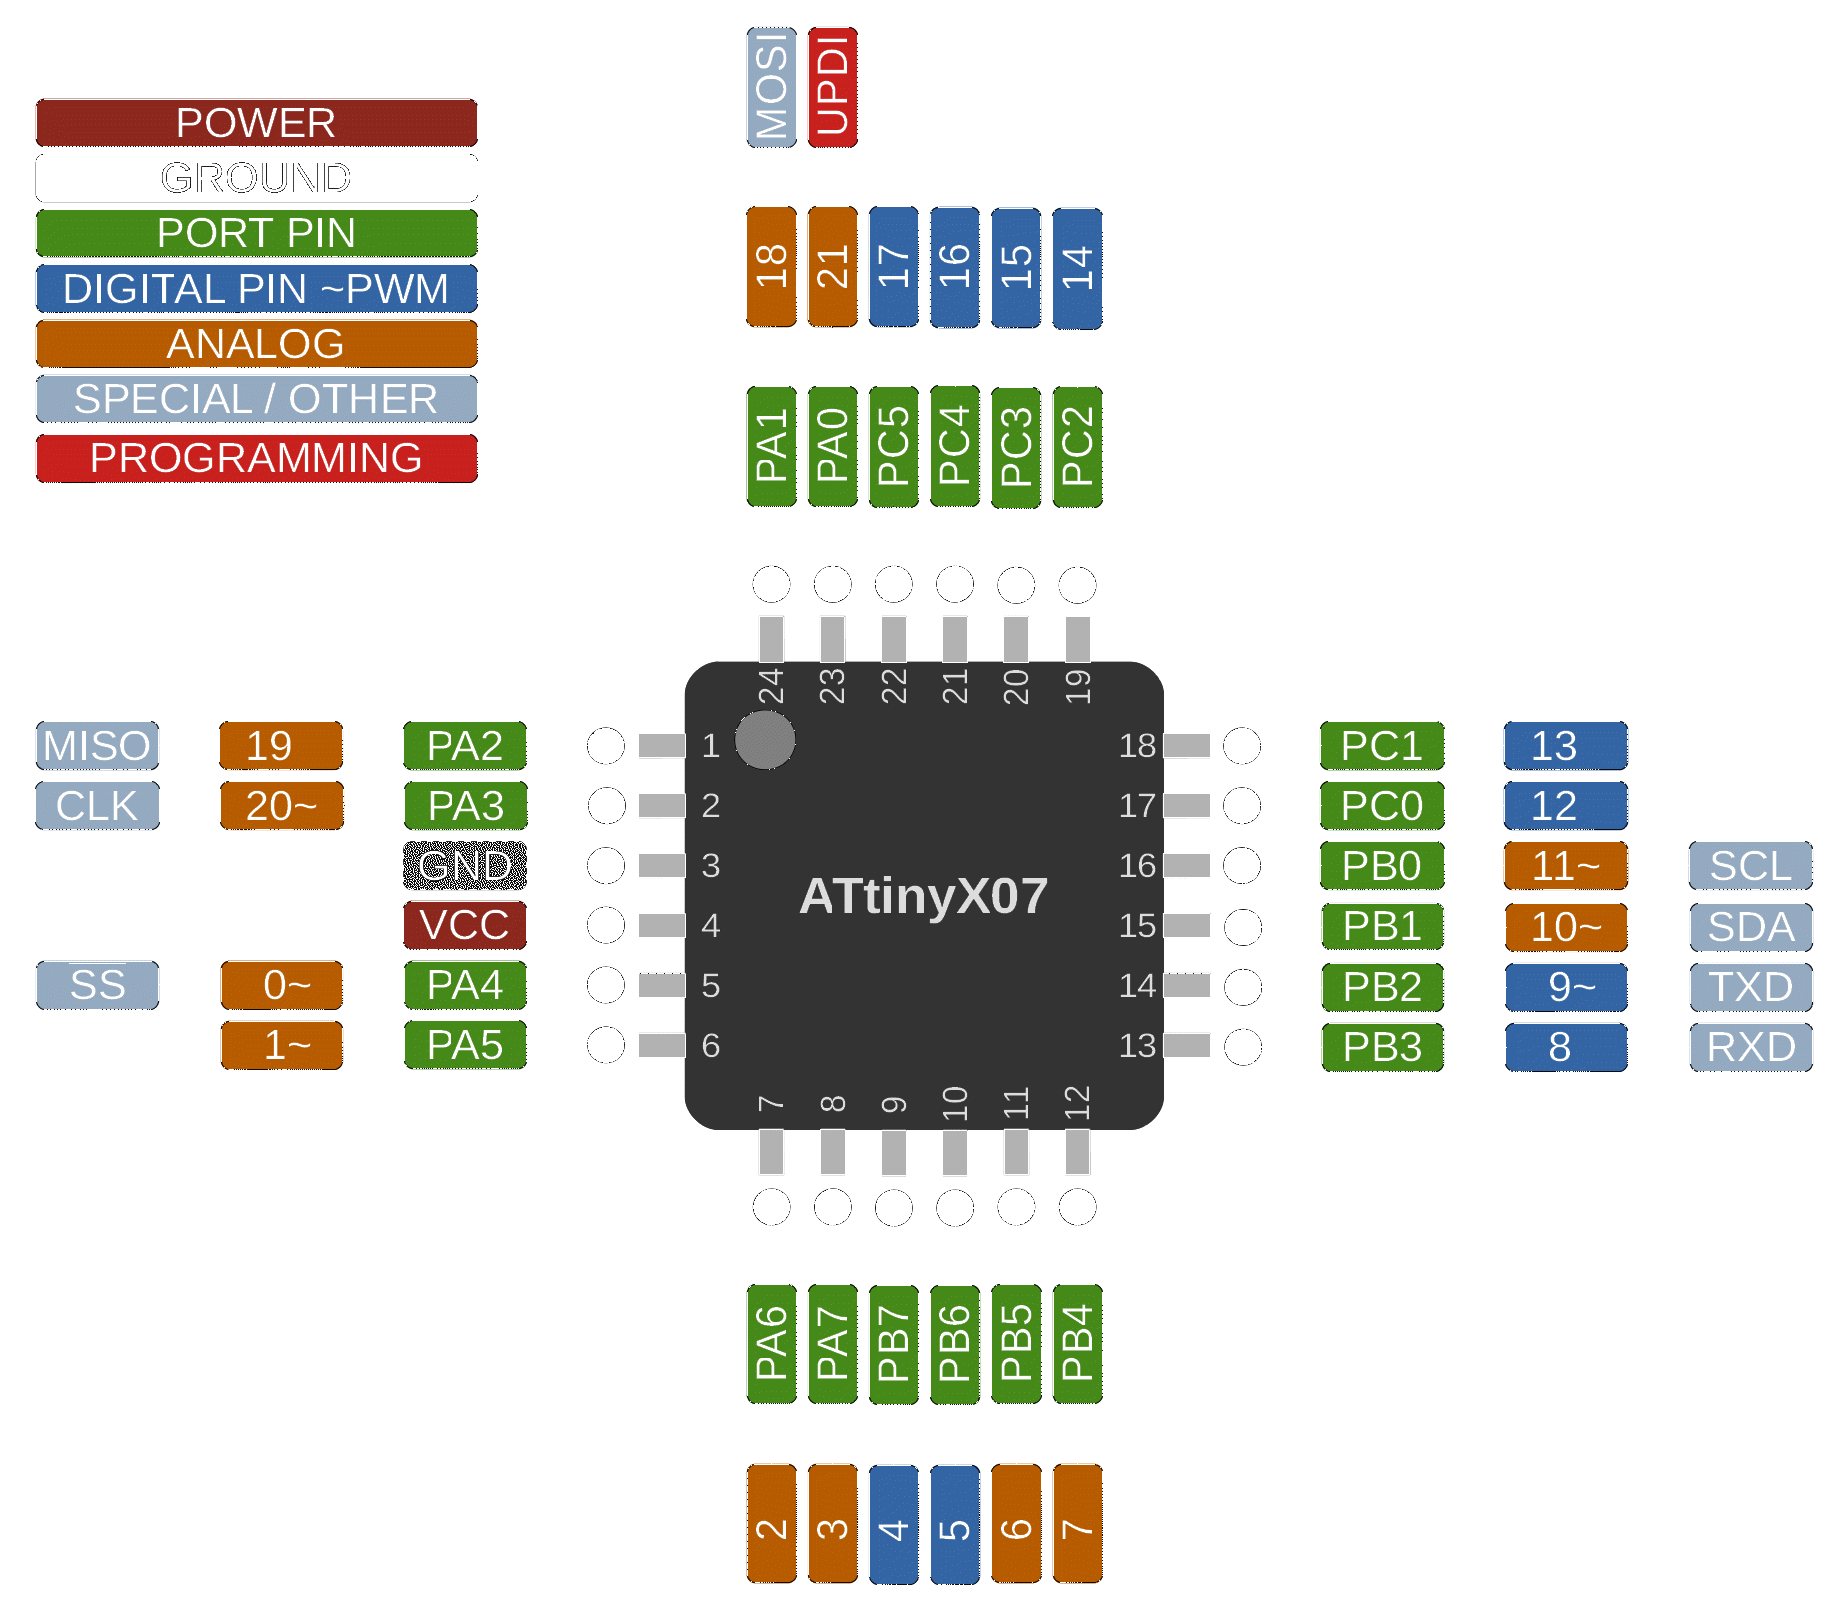 MOSI UPDI
POWER
GROUND
PORT PIN
DIGITAL PIN ~PWM
ANALOG
SPECIAL / OTHER
PROGRAMMING
18 21 17 16 15 14
PA1 PA0 PC5 PC4 PC3 PC2
24 23 22 21 20 19
MISO 19 PA2 1 18 PC1 13
CLK 20~ PA3 2 17 PC0 12
GND 3 16 PB0 11~ SCL
ATtinyX07
VCC 4 15 PB1 10~ SDA
SS 0~ PA4 5 14 PB2 9~ TXD
1~ PA5 6 13 PB3 8 RXD
7 8 9 10 11 12
PA6 PA7 PB7 PB6 PB5 PB4
2 3 4 5 6 7